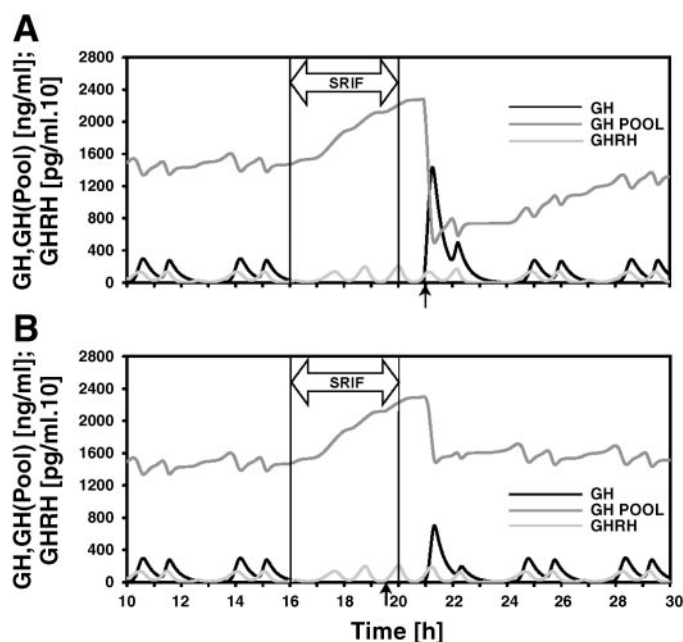 A
GH,GH(Pool) [ng/ml];
GHRH [pg/ml.10]
2800
2400
2000
1600
1200
800
400
0
SRIF
GH
GH POOL
GHRH
B
GH,GH(Pool) [ng/ml];
GHRH [pg/ml.10]
2800
2400
2000
1600
1200
800
400
0
SRIF
GH
GH POOL
GHRH
10 12 14 16 18 20 22 24 26 28 30
Time [h]